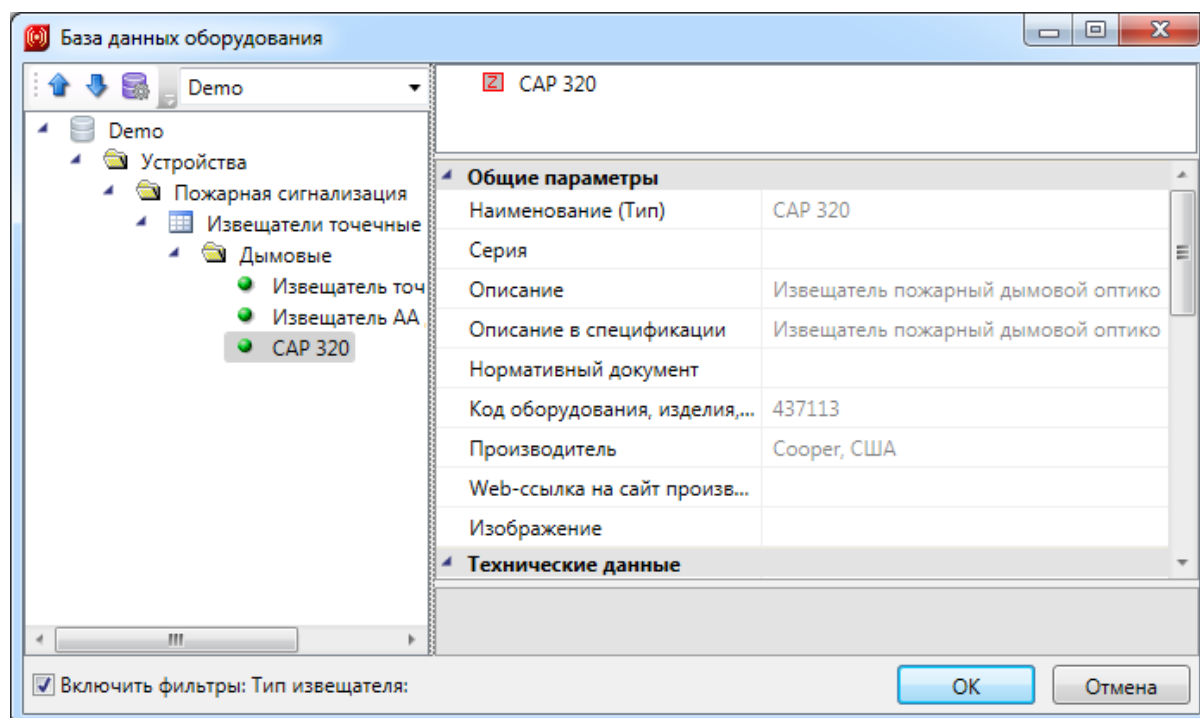 База данных оборудования
Demo
Demo
Устройства
Пожарная сигнализация
Извещатели точечные
Дымовые
Извещатель точ
Извещатель АА
CAP 320
Z CAP 320
Общие параметры
Наименование (Тип) CAP 320
Серия
Описание Извещатель пожарный дымовой оптико
Описание в спецификации Извещатель пожарный дымовой оптико
Нормативный документ
Код оборудования, изделия,... 437113
Производитель Cooper, США
Web-ссылка на сайт произв...
Изображение
Технические данные
Включить фильтры: Тип извещателя:
OK
Отмена